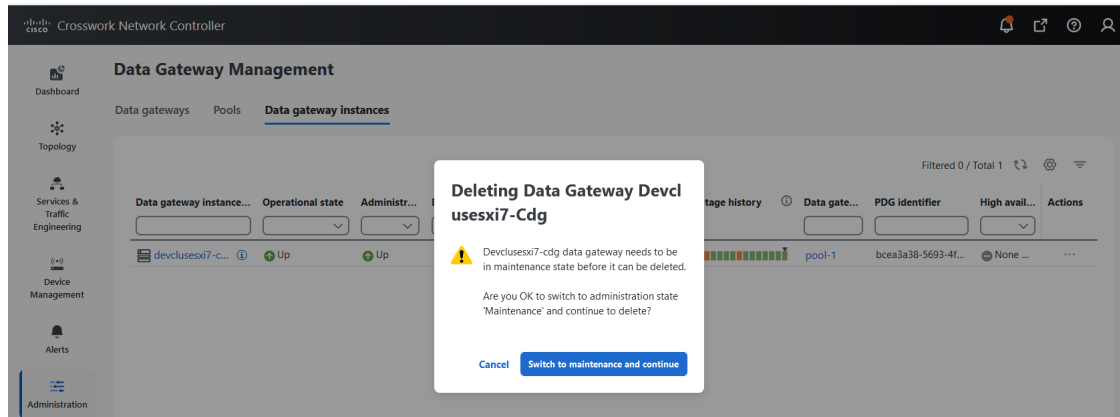 cisco Crosswork Network Controller
Dashboard
Topology
Services &
Traffic
Engineering
Device
Management
Alerts
Administration
Data Gateway Management
Data gateways Pools Data gateway instances
Filtered 0 / Total 1
Data gateway instance... Operational state Administr... tage history Data gate... PDG identifier High avail... Actions
devclusesxi7-c... Up Up pool-1 bcea3a38-5693-4f... None ... ...
Deleting Data Gateway Devcl
usesxi7-Cdg
Devclusesxi7-cdg data gateway needs to be
in maintenance state before it can be deleted.
Are you OK to switch to administration state
'Maintenance' and continue to delete?
Cancel Switch to maintenance and continue